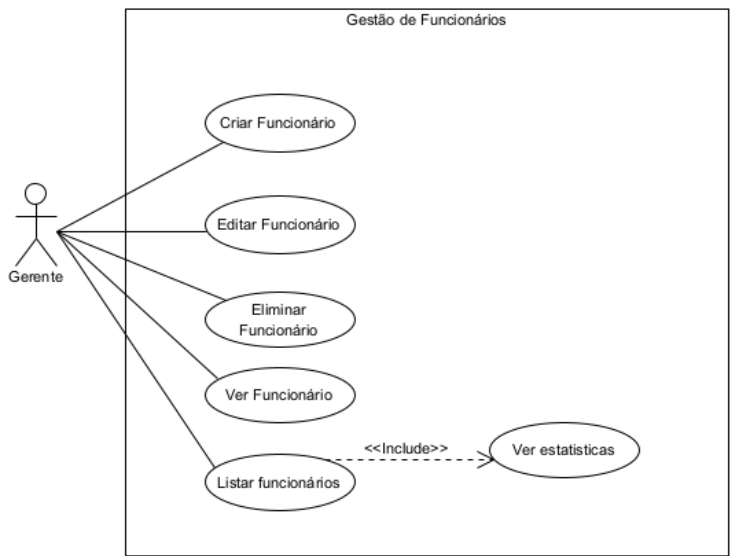 Gestão de Funcionários
Criar Funcionário
Editar Funcionário
Gerente
Eliminar
Funcionário
Ver Funcionário
<<Include>>
Ver estatisticas
Listar funcionários